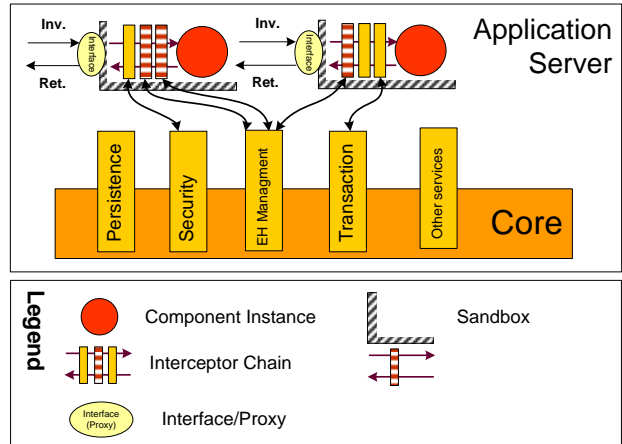 Application
Server
Inv.
Interface
Ret.
Inv.
Interface
Ret.
Persistence
Security
EH Managment
Transaction
Other services
Core
Legend
Component Instance
Sandbox
Interceptor Chain
Interface
(Proxy)
Interface/Proxy